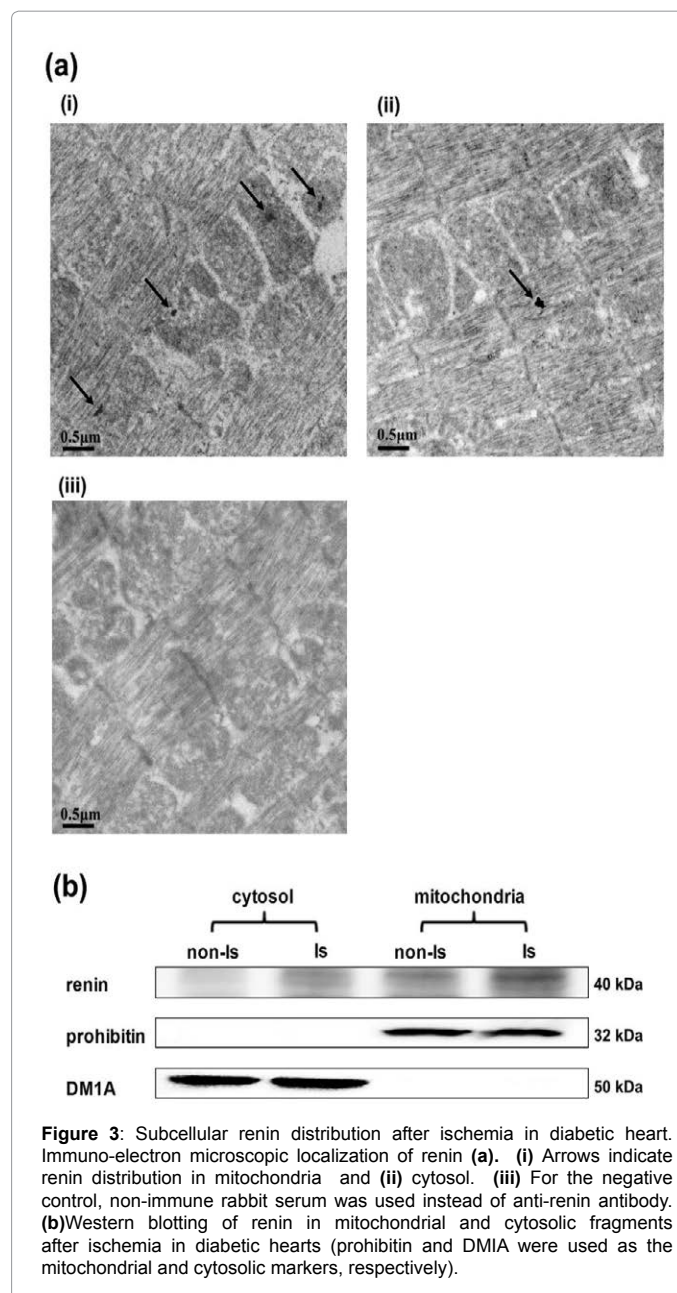 (a)
(i)
(ii)
0.5μm
0.5μm
(iii)
0.5μm
(b)
cytosol mitochondria
non-Is Is non-Is Is
renin 40 kDa
prohibitin 32 kDa
DM1A 50 kDa
Figure 3: Subcellular renin distribution after ischemia in diabetic heart.
Immuno-electron microscopic localization of renin (a). (i) Arrows indicate
renin distribution in mitochondria and (ii) cytosol. (iii) For the negative
control, non-immune rabbit serum was used instead of anti-renin antibody.
(b)Western blotting of renin in mitochondrial and cytosolic fragments
after ischemia in diabetic hearts (prohibitin and DMIA were used as the
mitochondrial and cytosolic markers, respectively).